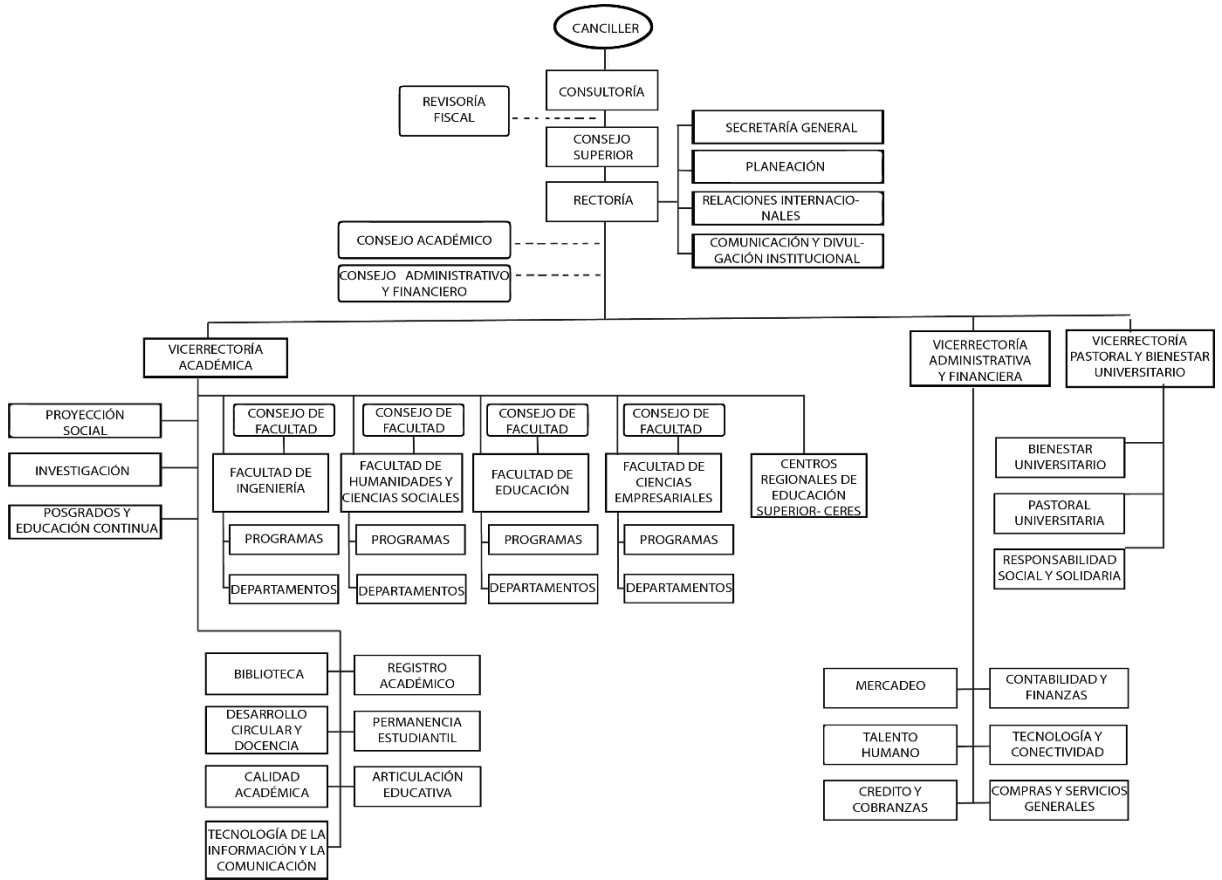 CANCILLER
CONSULTORÍA
REVISORÍA
FISCAL
CONSEJO
SUPERIOR
RECTORÍA
SECRETARÍA GENERAL
PLANEACIÓN
RELACIONES INTERNACIO-
NALES
COMUNICACIÓN Y DIVUL-
GACIÓN INSTITUCIONAL
CONSEJO ACADÉMICO
CONSEJO ADMINISTRATIVO
Y FINANCIERO
VICERRECTORÍA
ACADÉMICA
VICERRECTORÍA
ADMINISTRATIVA
Y FINANCIERA
VICERRECTORÍA
PASTORAL Y BIENESTAR
UNIVERSITARIO
PROYECCIÓN
SOCIAL
INVESTIGACIÓN
POSGRADOS Y
EDUCACIÓN CONTINUA
CONSEJO DE
FACULTAD
FACULTAD DE
INGENIERÍA
PROGRAMAS
DEPARTAMENTOS
CONSEJO DE
FACULTAD
FACULTAD DE
HUMANIDADES Y
CIENCIAS SOCIALES
PROGRAMAS
DEPARTAMENTOS
CONSEJO DE
FACULTAD
FACULTAD DE
EDUCACIÓN
PROGRAMAS
DEPARTAMENTOS
CONSEJO DE
FACULTAD
FACULTAD DE
CIENCIAS
EMPRESARIALES
PROGRAMAS
DEPARTAMENTOS
CENTROS
REGIONALES DE
EDUCACIÓN
SUPERIOR- CERES
BIENESTAR
UNIVERSITARIO
PASTORAL
UNIVERSITARIA
RESPONSABILIDAD
SOCIAL Y SOLIDARIA
BIBLIOTECA
REGISTRO
ACADÉMICO
DESARROLLO
CIRCULAR Y
DOCENCIA
PERMANENCIA
ESTUDIANTIL
CALIDAD
ACADÉMICA
ARTICULACIÓN
EDUCATIVA
TECNOLOGÍA DE LA
INFORMACIÓN Y LA
COMUNICACIÓN
MERCADEO
CONTABILIDAD Y
FINANZAS
TALENTO
HUMANO
TECNOLOGÍA Y
CONECTIVIDAD
CREDITO Y
COBRANZAS
COMPRAS Y SERVICIOS
GENERALES